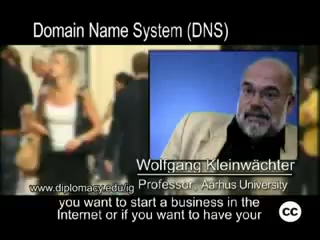 Domain Name System (DNS)
Wolfgang Kleinwächter
www.diplomacy.edu/ig
Professor, Aarhus University
you want to start a business in the
Internet or if you want to have your
cc